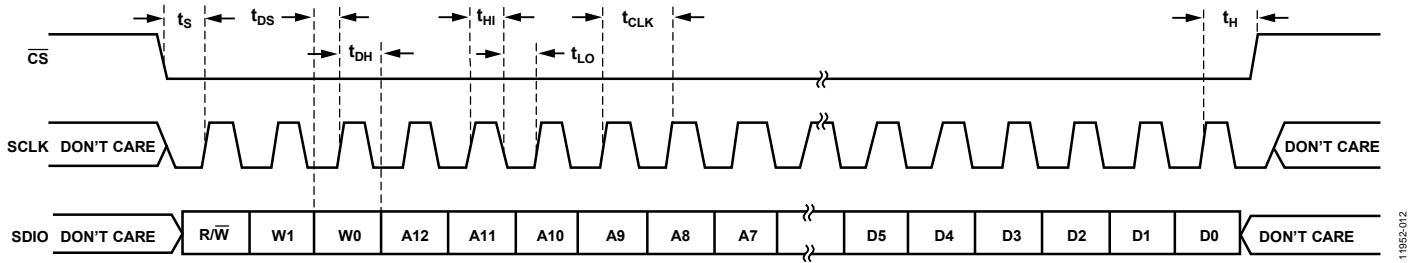 tS tDS tHI tCLK tH
tDH tLO
CS
SCLK DON'T CARE DON'T CARE
SDIO DON'T CARE R/W W1 W0 A12 A11 A10 A9 A8 A7 D5 D4 D3 D2 D1 D0 DON'T CARE
11952-012